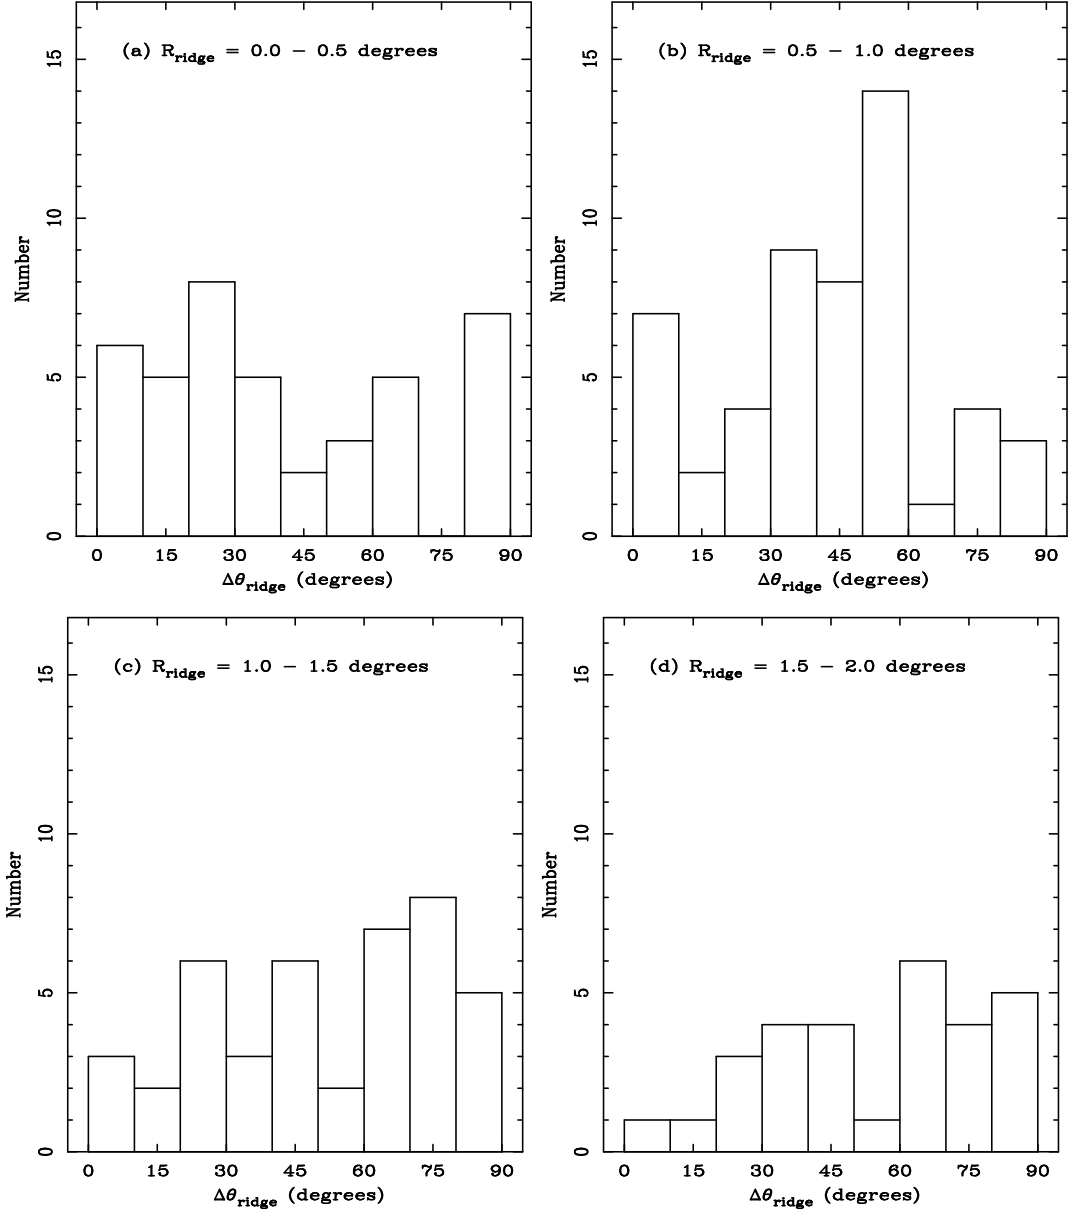 (a) R_ridge = 0.0 − 0.5 degrees
15
10
5
0
Number
0 15 30 45 60 75 90
Δθ_ridge (degrees)
(b) R_ridge = 0.5 − 1.0 degrees
15
10
5
0
Number
0 15 30 45 60 75 90
Δθ_ridge (degrees)
(c) R_ridge = 1.0 − 1.5 degrees
15
10
5
0
Number
0 15 30 45 60 75 90
Δθ_ridge (degrees)
(d) R_ridge = 1.5 − 2.0 degrees
15
10
5
0
Number
0 15 30 45 60 75 90
Δθ_ridge (degrees)